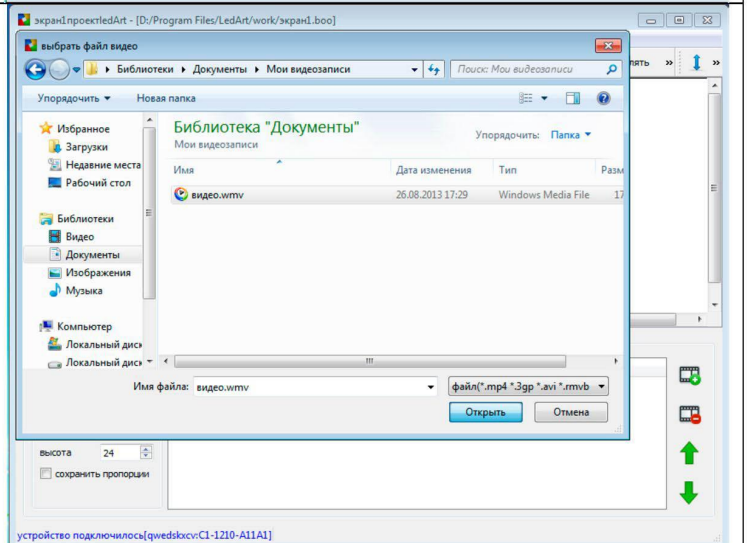 экран1проектledArt - [D:/Program Files/LedArt/work/экран1.boo]
выбрать файл видео
Библиотеки ▸ Документы ▸ Мои видеозаписи
Поиск: Мои видеозаписи
лять »
»
Упорядочить Новая папка
Избранное
Загрузки
Недавние места
Рабочий стол
Библиотеки
Видео
Документы
Изображения
Музыка
Компьютер
Локальный диск
Локальный диск
Библиотека "Документы"
Мои видеозаписи
Упорядочить: Папка
Имя Дата изменения Тип Разм
видео.wmv 26.08.2013 17:29 Windows Media File 17
Имя файла: видео.wmv файл(*.mp4 *.3gp *.avi *.rmvb
Открыть Отмена
высота 24
сохранить пропорции
устройство подключилось[qwedskxcv:C1-1210-A11A1]